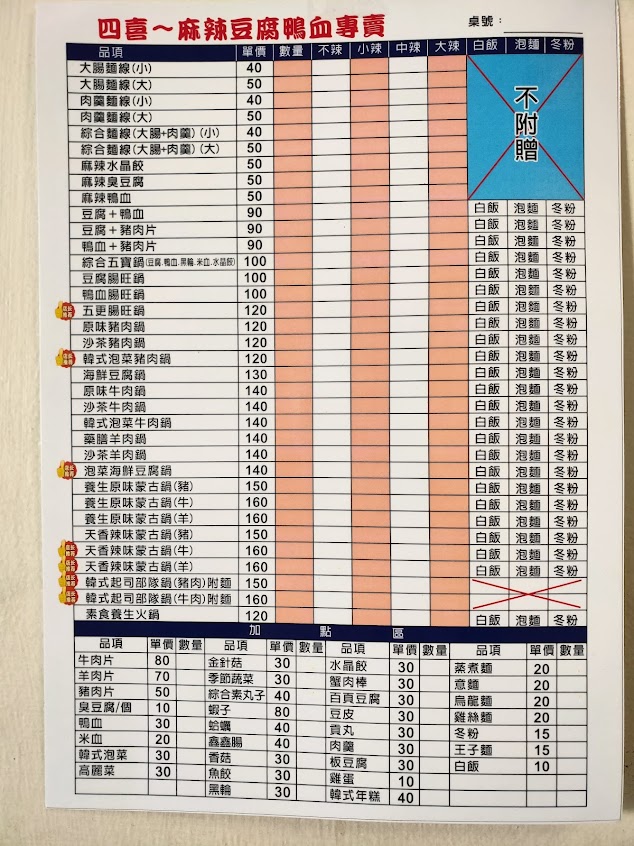 四喜～麻辣豆腐鴨血專賣
桌號：
品項 單價 數量 不辣 小辣 中辣 大辣 白飯 泡麵 冬粉
大腸麵線(小) 40
大腸麵線(大) 50
肉羹麵線(小) 40
肉羹麵線(大) 50
綜合麵線(大腸+肉羹)(小) 40
綜合麵線(大腸+肉羹)(大) 50
麻辣水晶餃 50
麻辣臭豆腐 50
麻辣鴨血 50
不附贈
豆腐＋鴨血 90 白飯 泡麵 冬粉
豆腐＋豬肉片 90 白飯 泡麵 冬粉
鴨血＋豬肉片 90 白飯 泡麵 冬粉
綜合五寶鍋(豆腐.鴨血.黑輪.米血.水晶餃) 100 白飯 泡麵 冬粉
豆腐腸旺鍋 100 白飯 泡麵 冬粉
鴨血腸旺鍋 100 白飯 泡麵 冬粉
五更腸旺鍋 120 白飯 泡麵 冬粉
原味豬肉鍋 120 白飯 泡麵 冬粉
沙茶豬肉鍋 120 白飯 泡麵 冬粉
韓式泡菜豬肉鍋 120 白飯 泡麵 冬粉
海鮮豆腐鍋 130 白飯 泡麵 冬粉
原味牛肉鍋 140 白飯 泡麵 冬粉
沙茶牛肉鍋 140 白飯 泡麵 冬粉
韓式泡菜牛肉鍋 140 白飯 泡麵 冬粉
藥膳羊肉鍋 140 白飯 泡麵 冬粉
沙茶羊肉鍋 140 白飯 泡麵 冬粉
泡菜海鮮豆腐鍋 140 白飯 泡麵 冬粉
養生原味蒙古鍋(豬) 150 白飯 泡麵 冬粉
養生原味蒙古鍋(牛) 160 白飯 泡麵 冬粉
養生原味蒙古鍋(羊) 160 白飯 泡麵 冬粉
天香辣味蒙古鍋(豬) 150 白飯 泡麵 冬粉
天香辣味蒙古鍋(牛) 160 白飯 泡麵 冬粉
天香辣味蒙古鍋(羊) 160 白飯 泡麵 冬粉
韓式起司部隊鍋(豬肉)附麵 150
韓式起司部隊鍋(牛肉)附麵 160
素食養生火鍋 120 白飯 泡麵 冬粉
加點區
品項 單價 數量 品項 單價 數量 品項 單價 數量 品項 單價 數量
牛肉片 80 金針菇 30 水晶餃 30 蒸煮麵 20
羊肉片 70 季節蔬菜 30 蟹肉棒 30 意麵 20
豬肉片 50 綜合素丸子 40 百頁豆腐 30 烏龍麵 20
臭豆腐/個 10 蝦子 80 豆皮 30 雞絲麵 20
鴨血 30 蛤蠣 40 貢丸 30 冬粉 15
米血 20 鑫鑫腸 40 肉羹 30 王子麵 15
韓式泡菜 30 香菇 30 板豆腐 30 白飯 10
高麗菜 30 魚餃 30 雞蛋 10
黑輪 30 韓式年糕 40